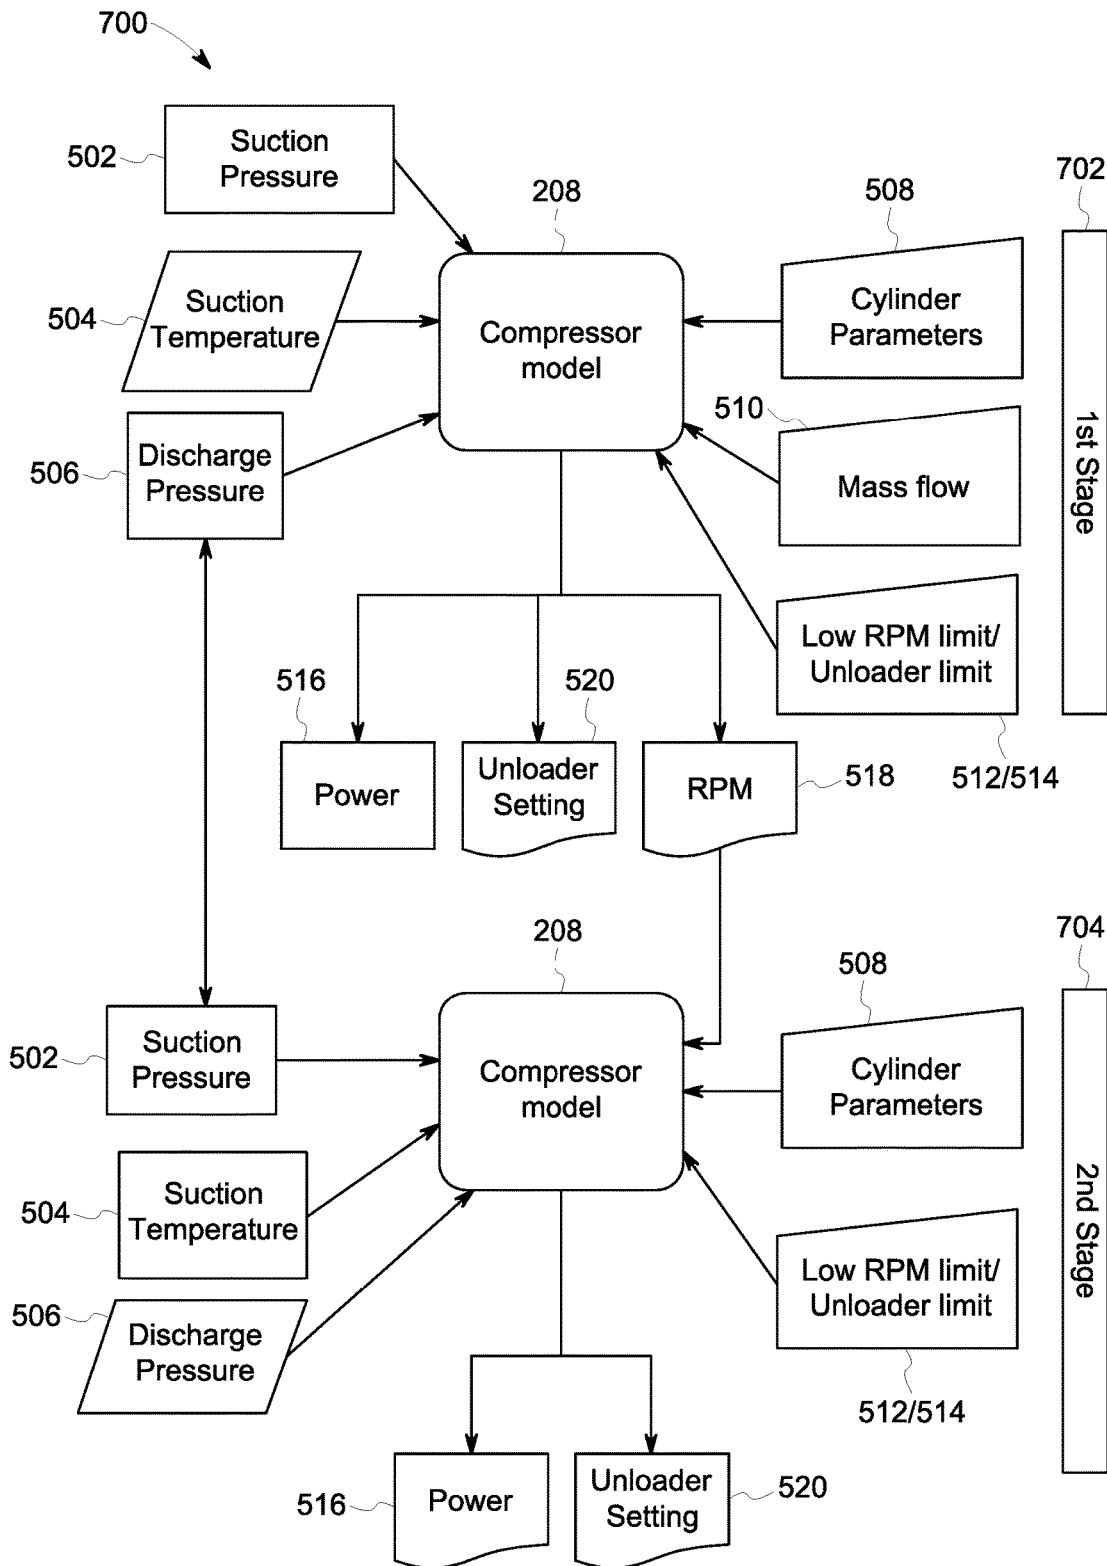 700
Suction
Pressure
502
208
508
702
Suction
Temperature
504
Compressor
model
Cylinder
Parameters
510
Discharge
Pressure
506
Mass flow
1st Stage
Low RPM limit/
Unloader limit
512/514
516
520
Power
Unloader
Setting
RPM
518
208
508
704
Suction
Pressure
502
Compressor
model
Cylinder
Parameters
Suction
Temperature
504
2nd Stage
Low RPM limit/
Unloader limit
512/514
506
Discharge
Pressure
516
Power
Unloader
Setting
520